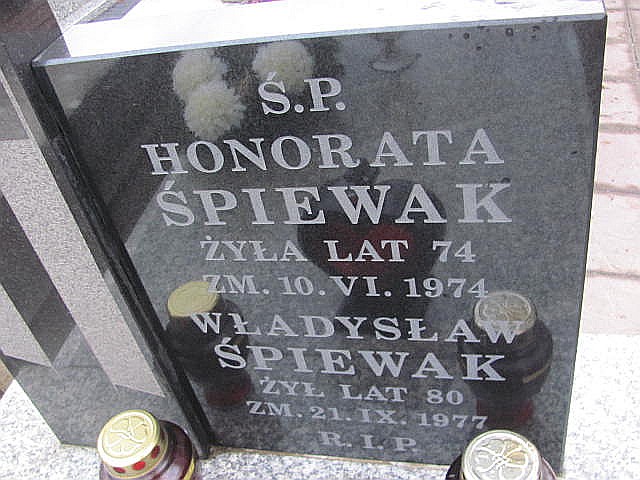 Ś.P.
HONORATA
ŚPIEWAK
ŻYŁA LAT 74
ZM. 10.VI. 1974
WŁADYSŁAW
ŚPIEWAK
ŻYŁ LAT 80
ZM. 21.IX. 1977
R.I.P.